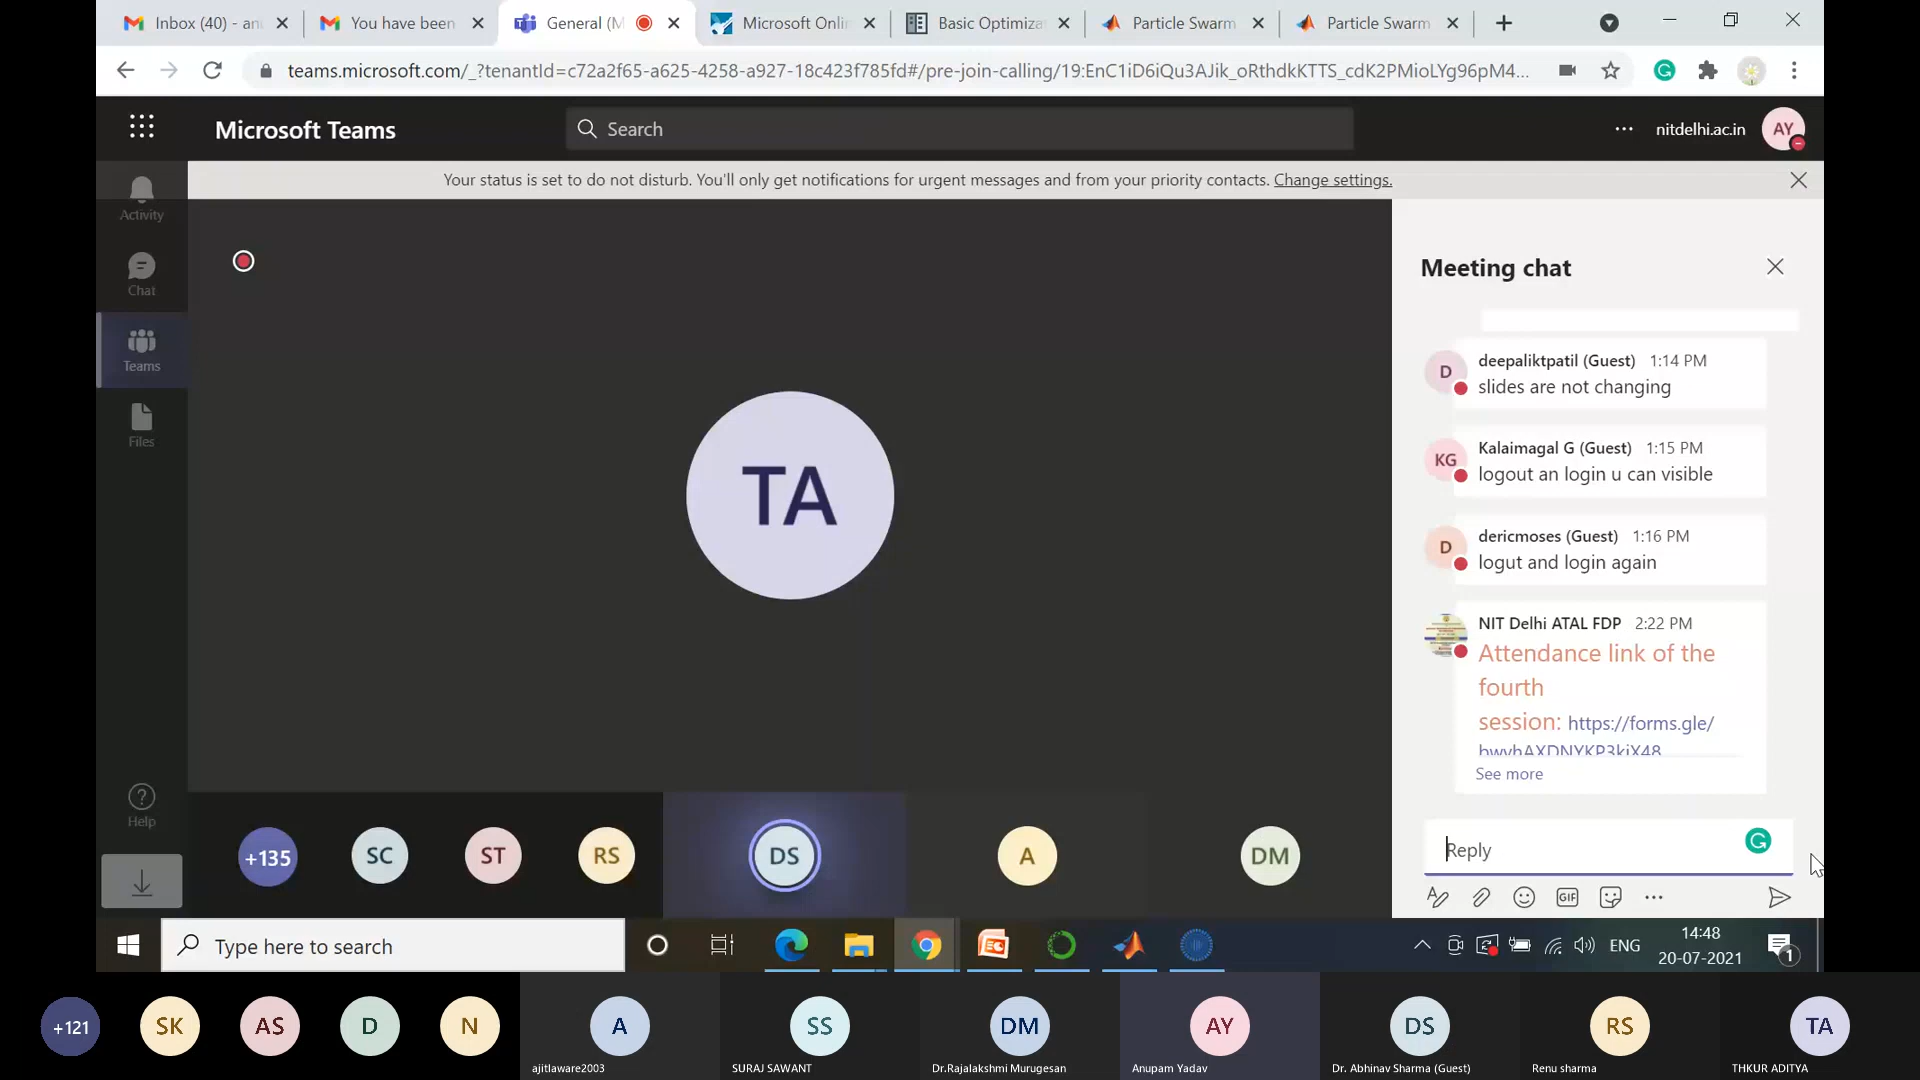 Inbox (40) - an
You have been
General (M
Microsoft Onli
Basic Optimiza
Particle Swarm
Particle Swarm
teams.microsoft.com/_?tenantId=c72a2f65-a625-4258-a927-18c423f785fd#/pre-join-calling/19:EnC1iD6iQu3AJik_oRthdkKTTS_cdK2PMioLYg96pM4...
Microsoft Teams
Search
nitdelhi.ac.in
AY
Your status is set to do not disturb. You'll only get notifications for urgent messages and from your priority contacts. Change settings.
Activity
Chat
Teams
Files
Help
TA
Meeting chat
D
deepaliktpatil (Guest) 1:14 PM
slides are not changing
KG
Kalaimagal G (Guest) 1:15 PM
logout an login u can visible
D
dericmoses (Guest) 1:16 PM
logut and login again
NIT Delhi ATAL FDP 2:22 PM
Attendance link of the
fourth
session: https://forms.gle/
See more
Reply
GIF
+135
SC
ST
RS
DS
A
DM
Type here to search
ENG
14:48
20-07-2021
1
+121
SK
AS
D
N
A
SS
DM
AY
DS
RS
TA
ajitlaware2003
SURAJ SAWANT
Dr.Rajalakshmi Murugesan
Anupam Yadav
Dr. Abhinav Sharma (Guest)
Renu sharma
THKUR ADITYA